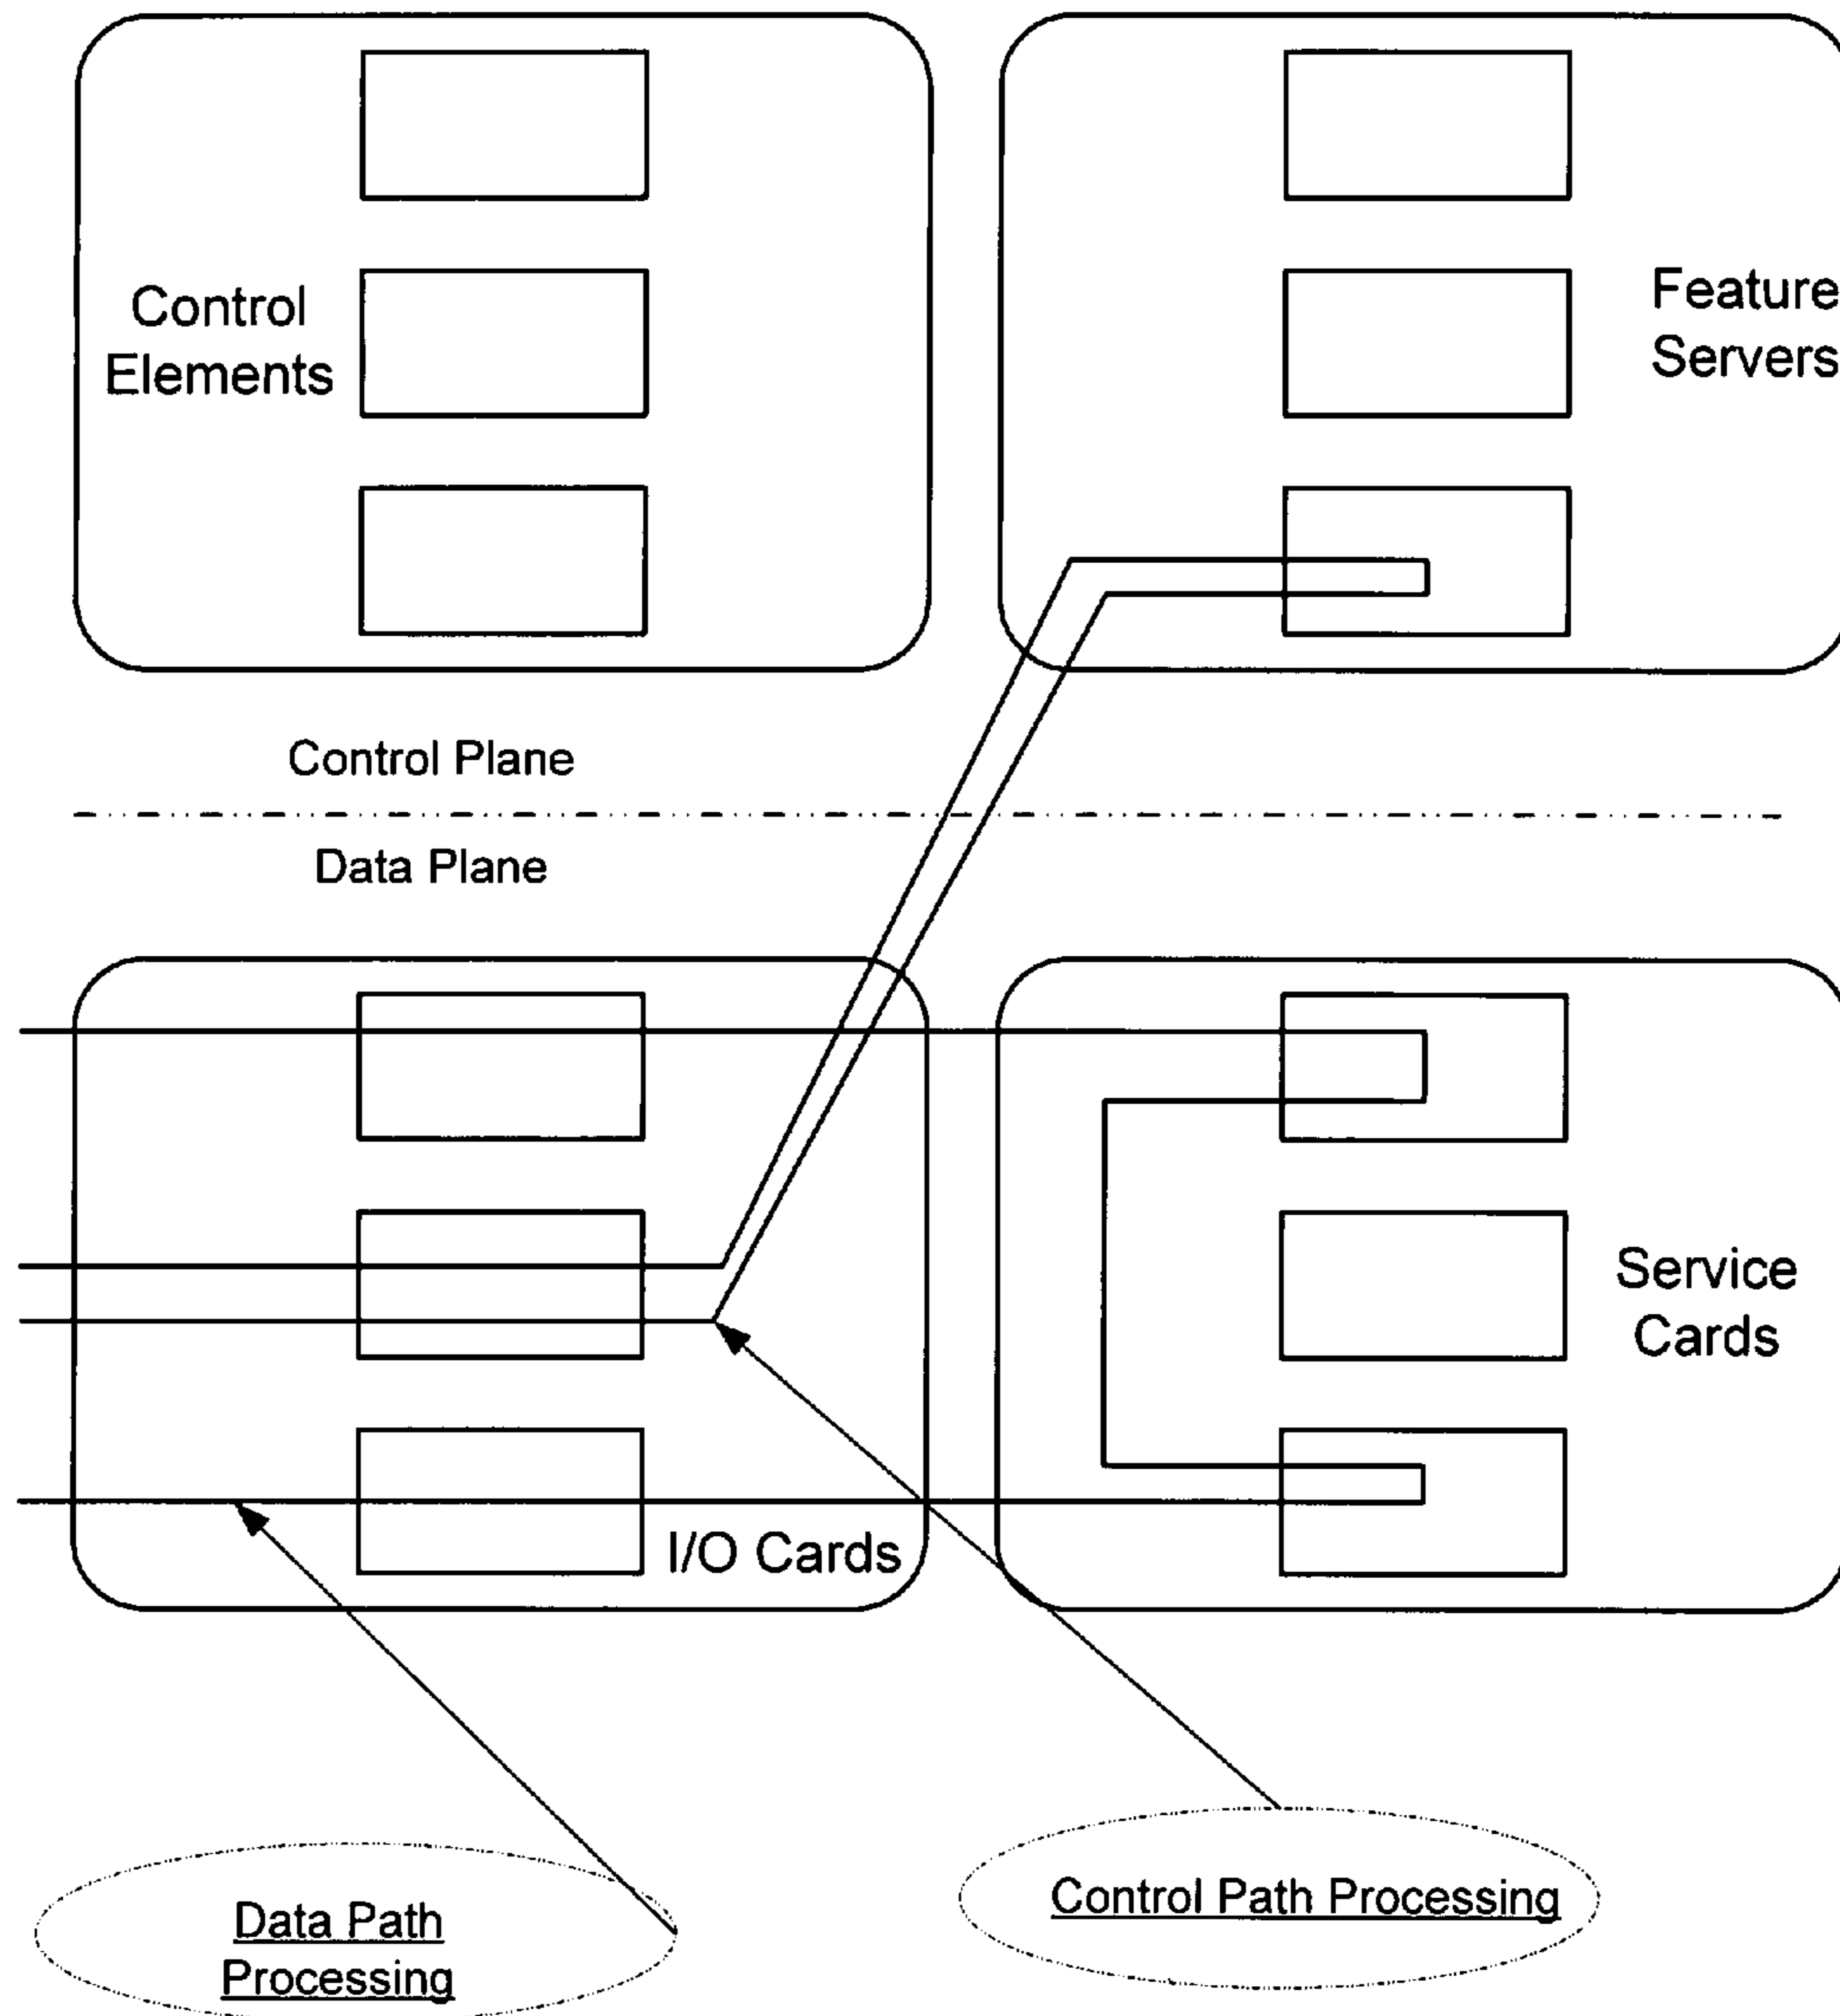 Control
Elements
Feature
Servers
Control Plane
Data Plane
Service
Cards
I/O Cards
Control Path Processing
Data Path
Processing